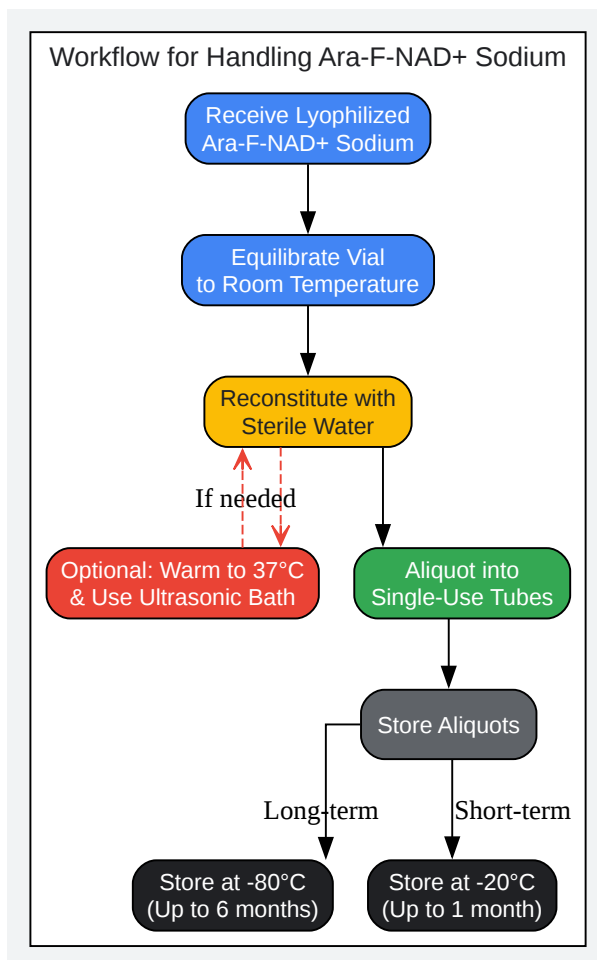 Workflow for Handling Ara-F-NAD+ Sodium
Receive Lyophilized
Ara-F-NAD+ Sodium
Equilibrate Vial
to Room Temperature
Reconstitute with
Sterile Water
If needed
Optional: Warm to 37°C
& Use Ultrasonic Bath
Aliquot into
Single-Use Tubes
Store Aliquots
Long-term
Short-term
Store at -80°C
(Up to 6 months)
Store at -20°C
(Up to 1 month)